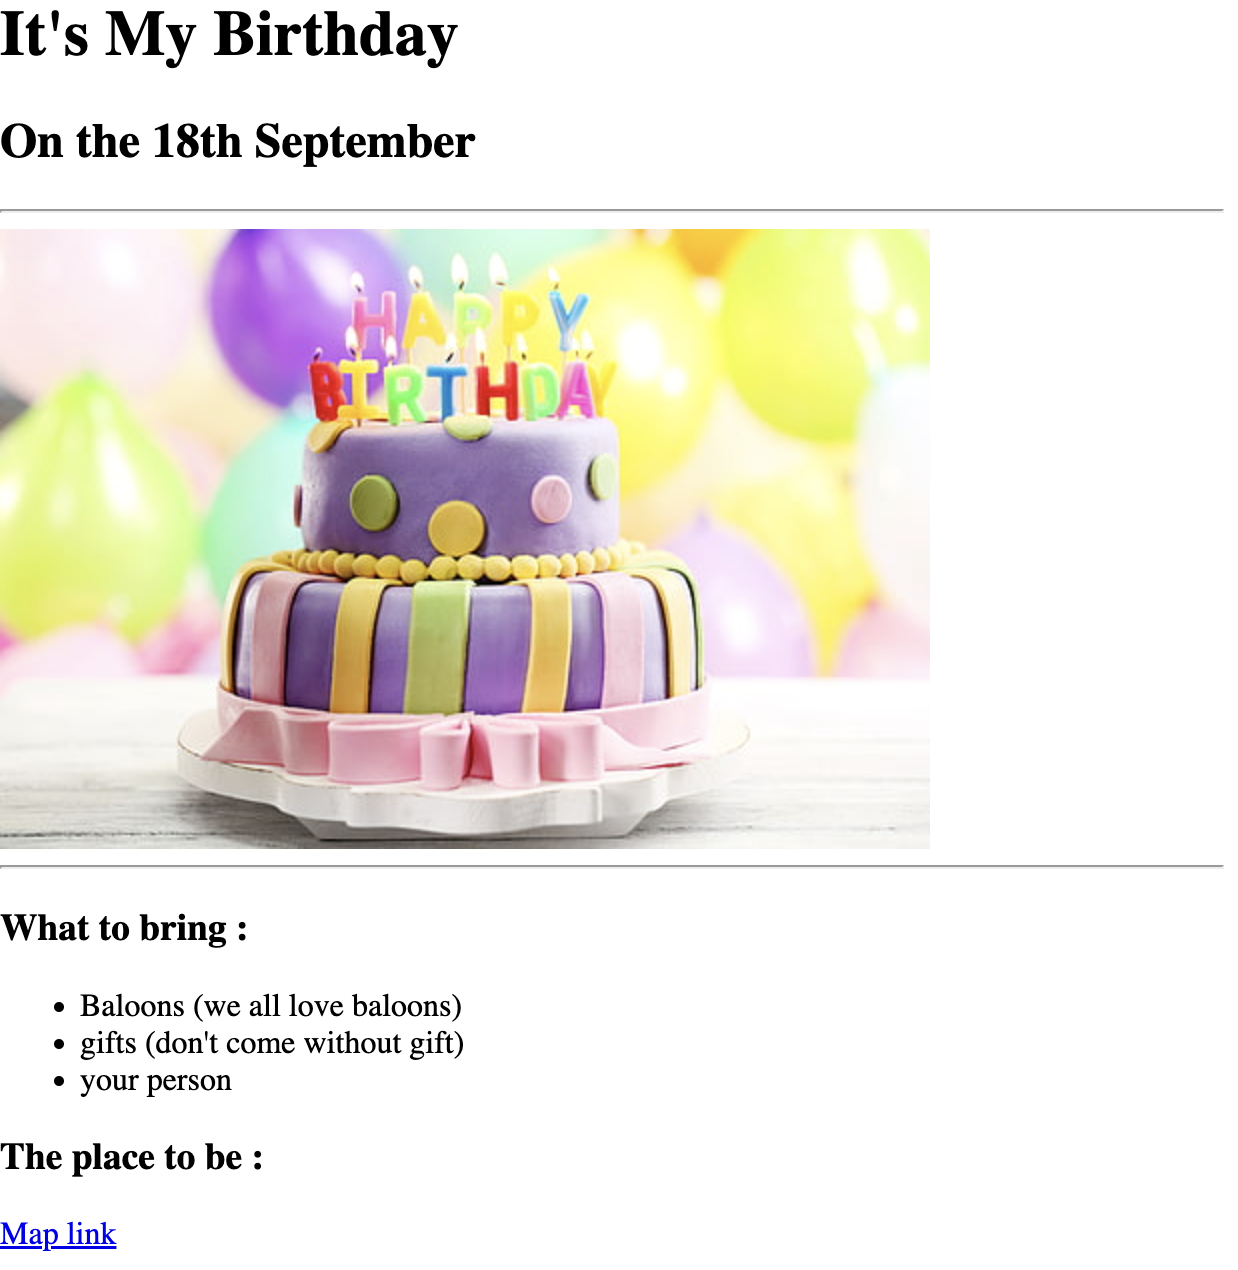 It's My Birthday
On the 18th September
HAPPY
BIRTHDAY
What to bring :
Baloons (we all love baloons)
gifts (don't come without gift)
your person
The place to be :
Map link